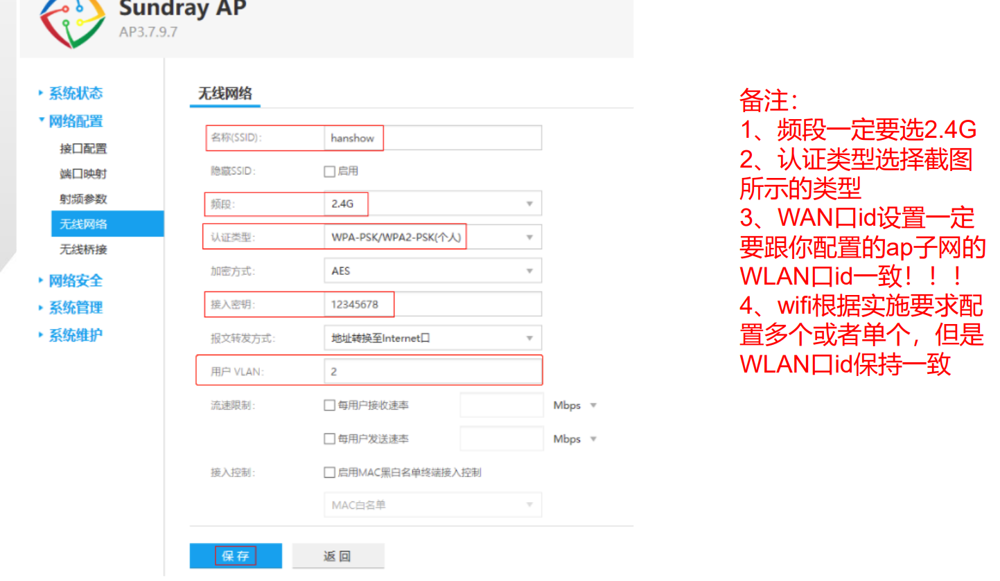 Sundray AP
AP3.7.9.7
系统状态
网络配置
接口配置
端口映射
射频参数
无线网络
无线桥接
网络安全
系统管理
系统维护
无线网络
名称(SSID): hanshow
隐藏SSID: 启用
频段: 2.4G
认证类型: WPA-PSK/WPA2-PSK(个人)
加密方式: AES
接入密钥: 12345678
报文转发方式: 地址转换至Internet口
用户 VLAN: 2
流速限制: 每用户接收速率 Mbps
每用户发送速率 Mbps
接入控制: 启用MAC黑白名单终端接入控制
MAC白名单
保存 返回
备注：
1、频段一定要选2.4G
2、认证类型选择截图
所示的类型
3、WAN口id设置一定
要跟你配置的ap子网的
WLAN口id一致！！！
4、wifi根据实施要求配
置多个或者单个，但是
WLAN口id保持一致